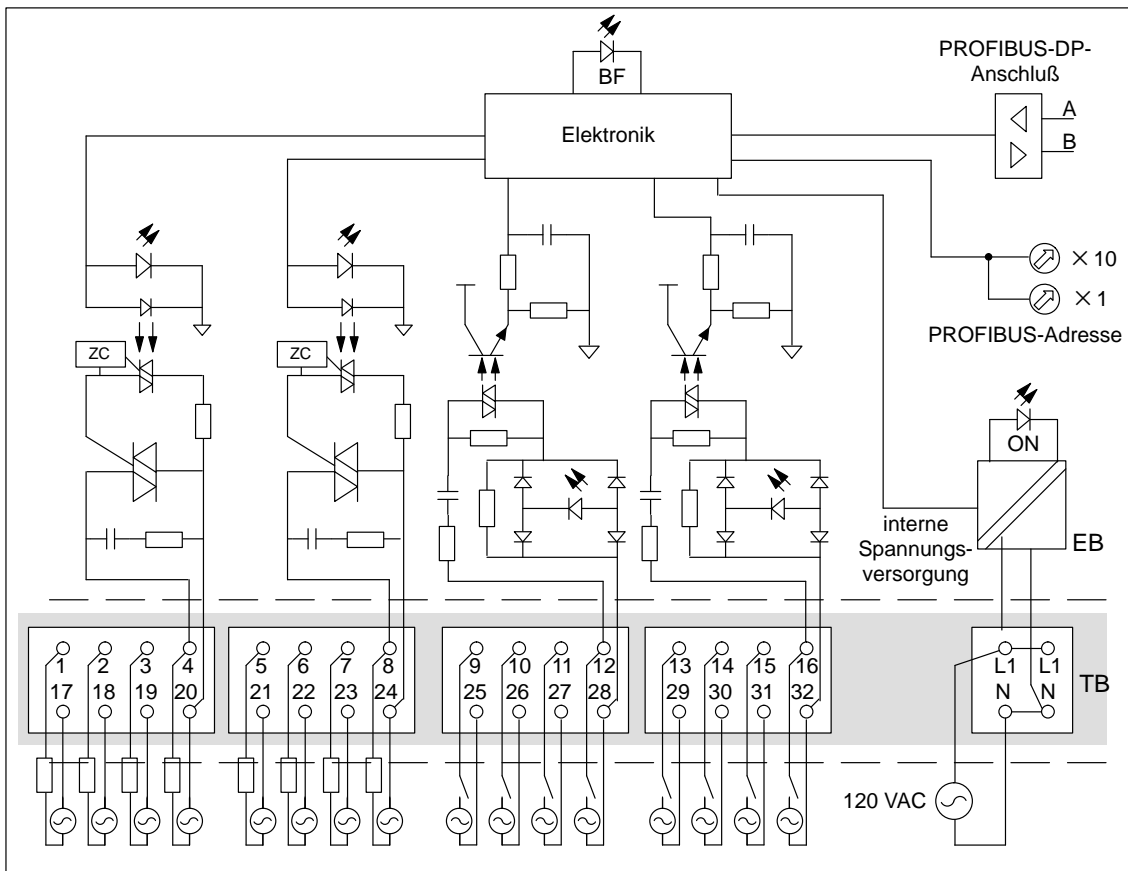 PROFIBUS-DP-
Anschluß
BF
A
Elektronik
B
× 10
× 1
PROFIBUS-Adresse
ZC
ZC
ON
interne
Spannungs-
versorgung
EB
1 2 3 4 5 6 7 8 9 10 11 12 13 14 15 16 L1 L1
17 18 19 20 21 22 23 24 25 26 27 28 29 30 31 32 N N
TB
120 VAC